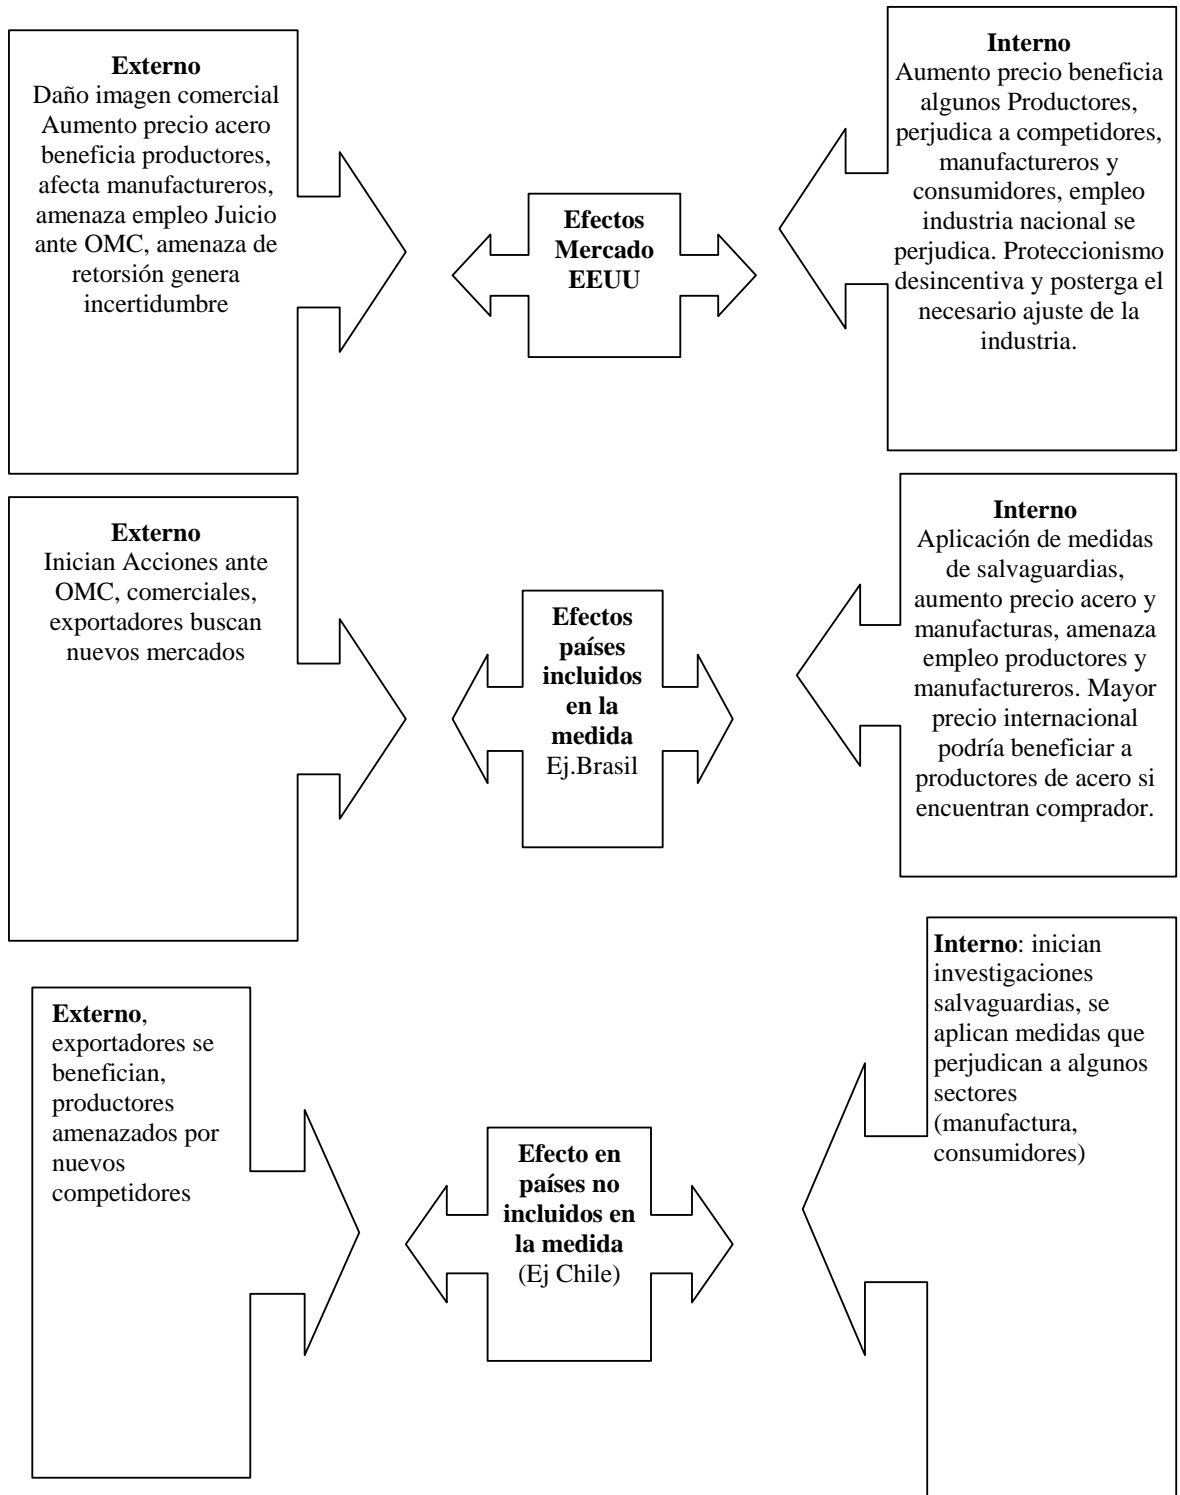 Externo
Daño imagen comercial
Aumento precio acero
beneficia productores,
afecta manufactureros,
amenaza empleo Juicio
ante OMC, amenaza de
retorsión genera
incertidumbre
Efectos
Mercado
EEUU
Interno
Aumento precio beneficia
algunos Productores,
perjudica a competidores,
manufactureros y
consumidores, empleo
industria nacional se
perjudica. Proteccionismo
desincentiva y posterga el
necesario ajuste de la
industria.
Externo
Inician Acciones ante
OMC, comerciales,
exportadores buscan
nuevos mercados
Efectos
países
incluidos
en la
medida
Ej.Brasil
Interno
Aplicación de medidas
de salvaguardias,
aumento precio acero y
manufacturas, amenaza
empleo productores y
manufactureros. Mayor
precio internacional
podría beneficiar a
productores de acero si
encuentran comprador.
Externo,
exportadores se
benefician,
productores
amenazados por
nuevos
competidores
Efecto en
países no
incluidos en
la medida
(Ej Chile)
Interno: inician
investigaciones
salvaguardias, se
aplican medidas que
perjudican a algunos
sectores
(manufactura,
consumidores)